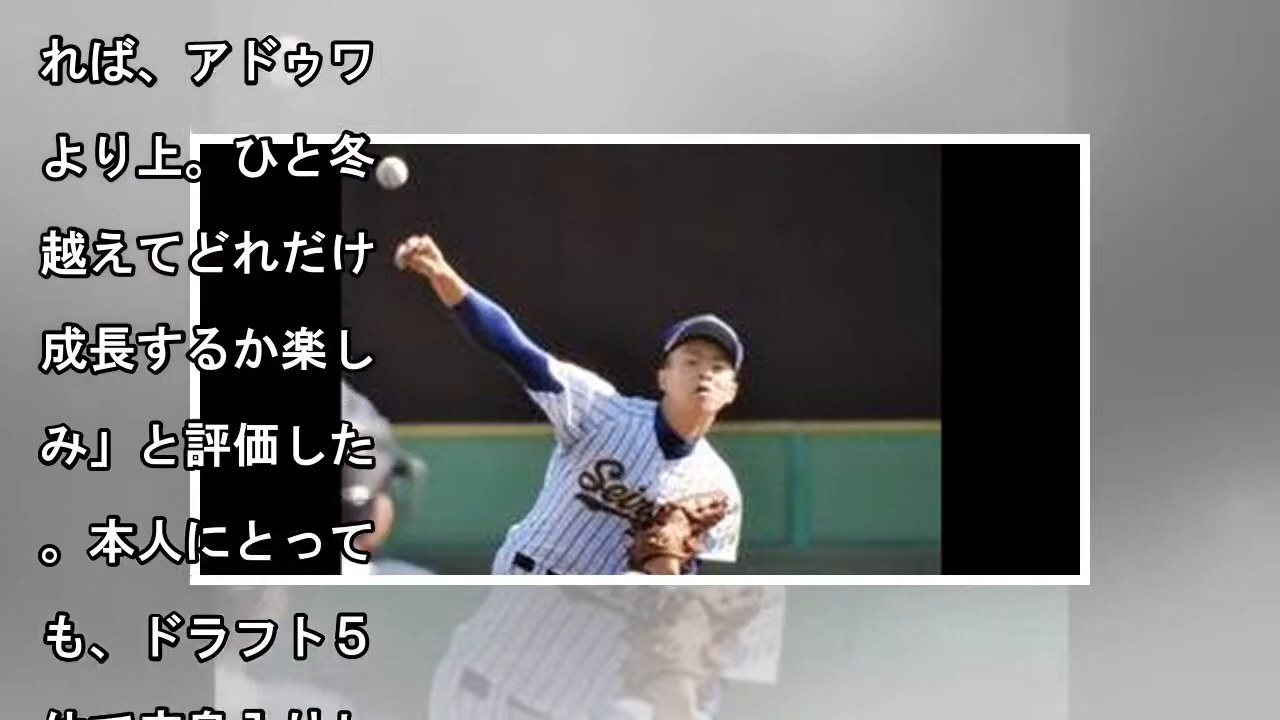 れば、アドゥワ
より上。ひと冬
越えてどれだけ
成長するか楽し
み」と評価した
。本人にとって
も、ドラフト５